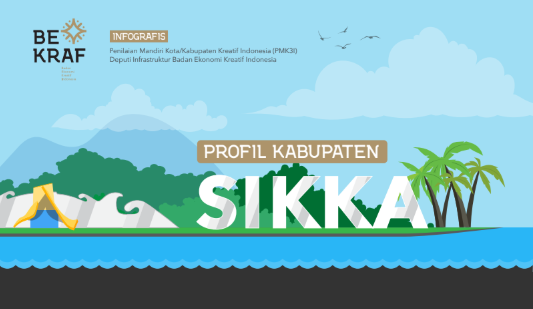 BE
KRAF
INFOGRAFIS
Penilaian Mandiri Kota/Kabupaten Kreatif Indonesia (PMK3I)
Deputi Infrastruktur Badan Ekonomi Kreatif Indonesia
PROFIL KABUPATEN
SIKKA